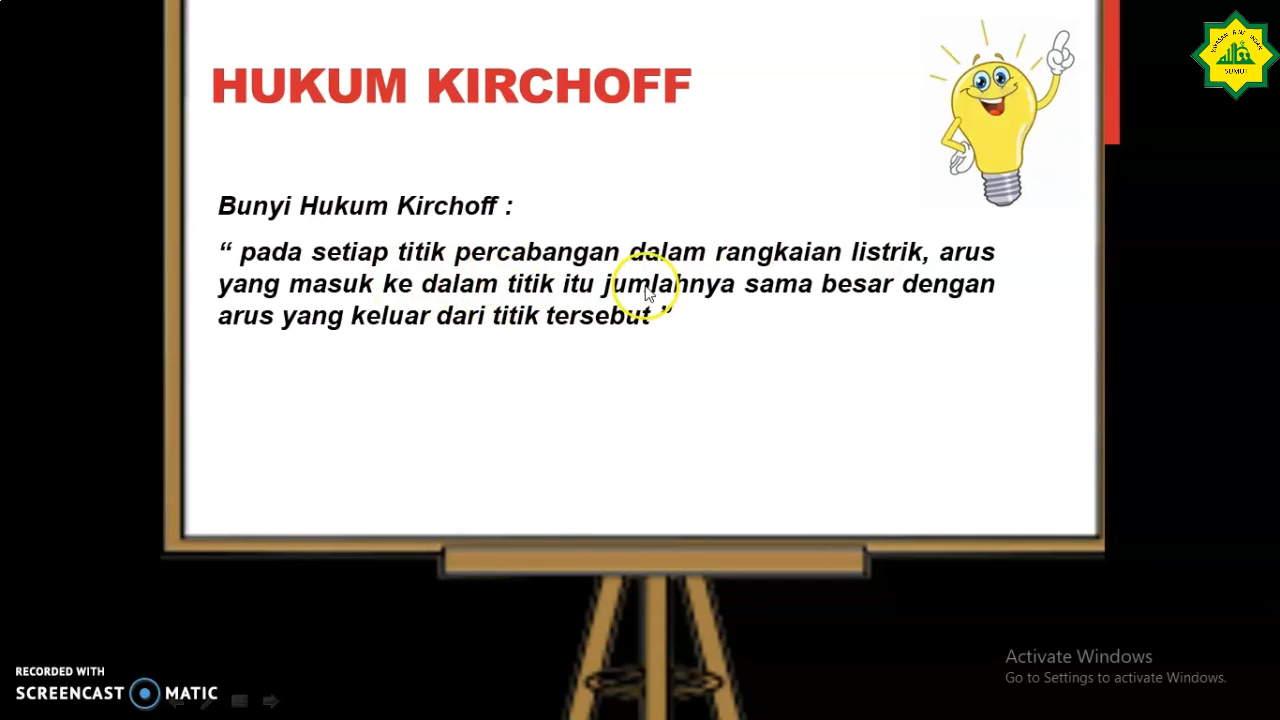 HUKUM KIRCHOFF
Bunyi Hukum Kirchoff :
“ pada setiap titik percabangan dalam rangkaian listrik, arus
yang masuk ke dalam titik itu jumlahnya sama besar dengan
arus yang keluar dari titik tersebut ”
SUMUT
Activate Windows
Go to Settings to activate Windows.
RECORDED WITH
SCREENCAST MATIC